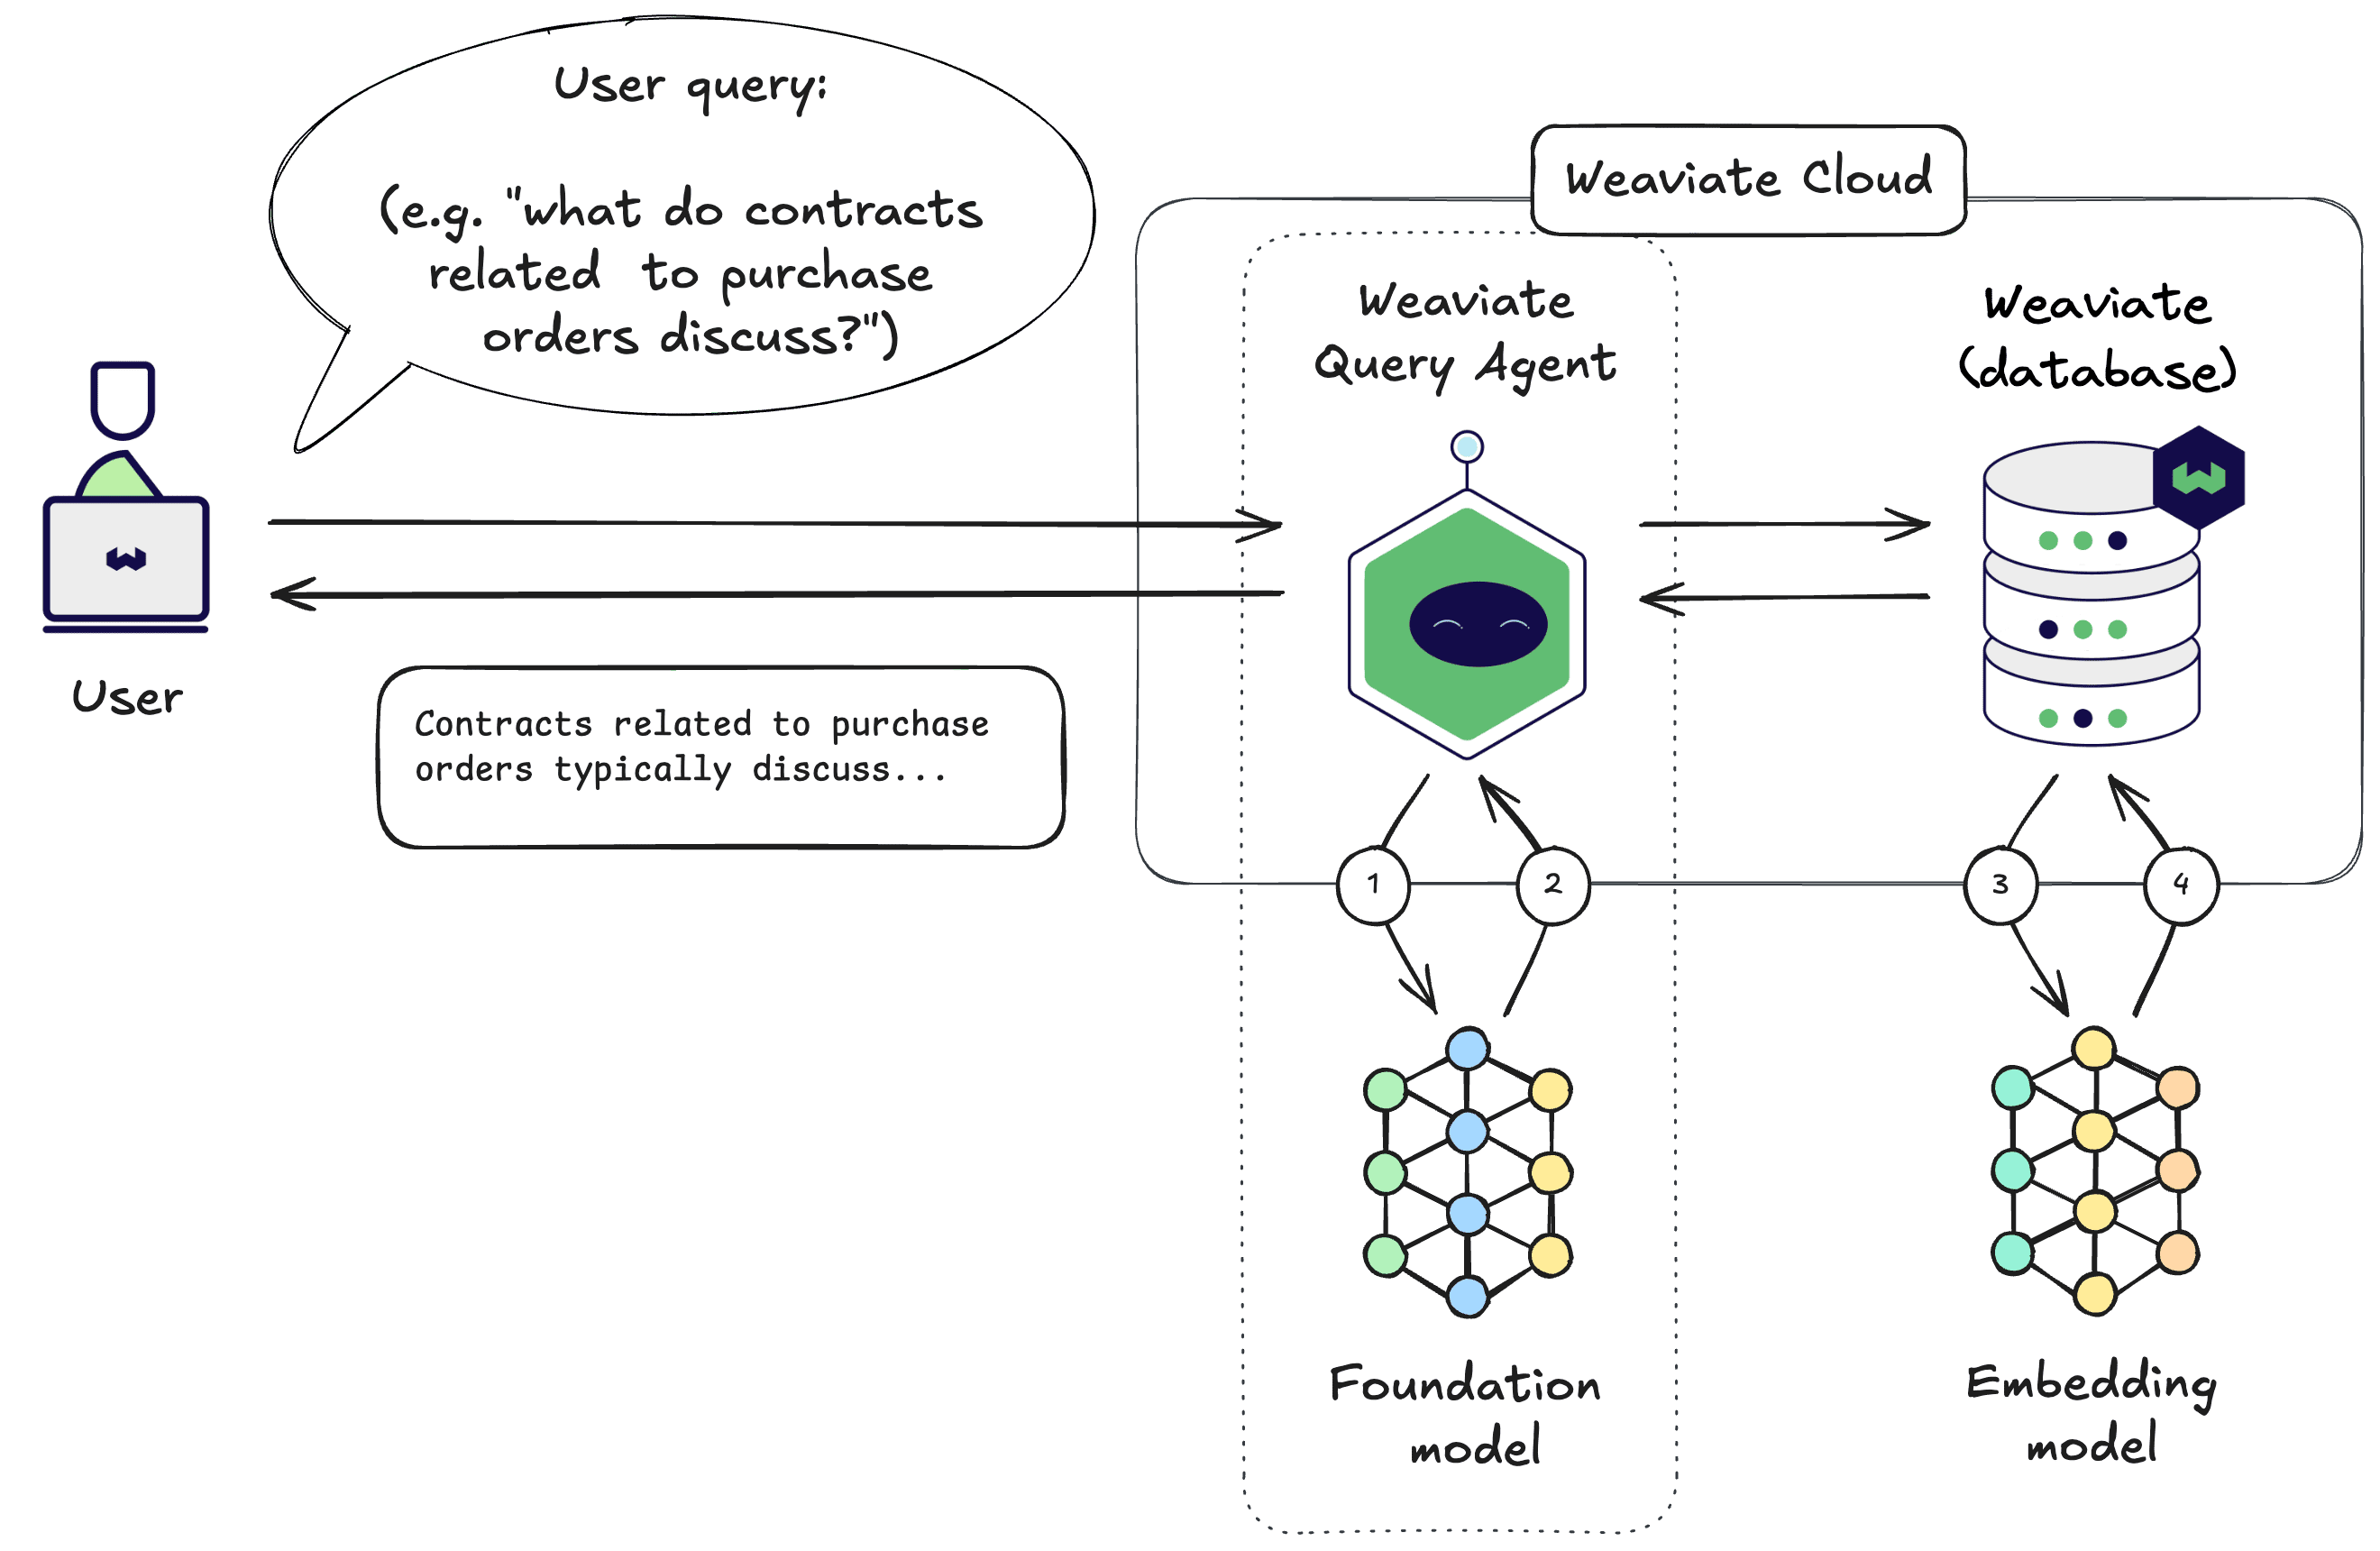 User query:
(e.g. "what do contracts
related to purchase
orders discuss?")
Weaviate Cloud
Weaviate
Query Agent
Weaviate
(database)
User
Contracts related to purchase
orders typically discuss...
1
2
3
4
Foundation
model
Embedding
model